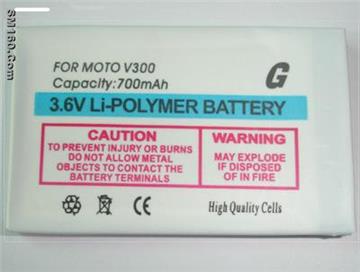 FOR MOTO V300
Capacity:700mAh
G
3.6V Li-POLYMER BATTERY
CAUTION
TO PREVENT INJURY OR BURNS
DO NOT ALLOW METAL
OBJECTS TO CONTACT THE
BATTERY TERMINALS
WARNING
MAY EXPLODE
IF DISPOSED
OF IN FIRE
CE
High Quality Cells
SM160.Com